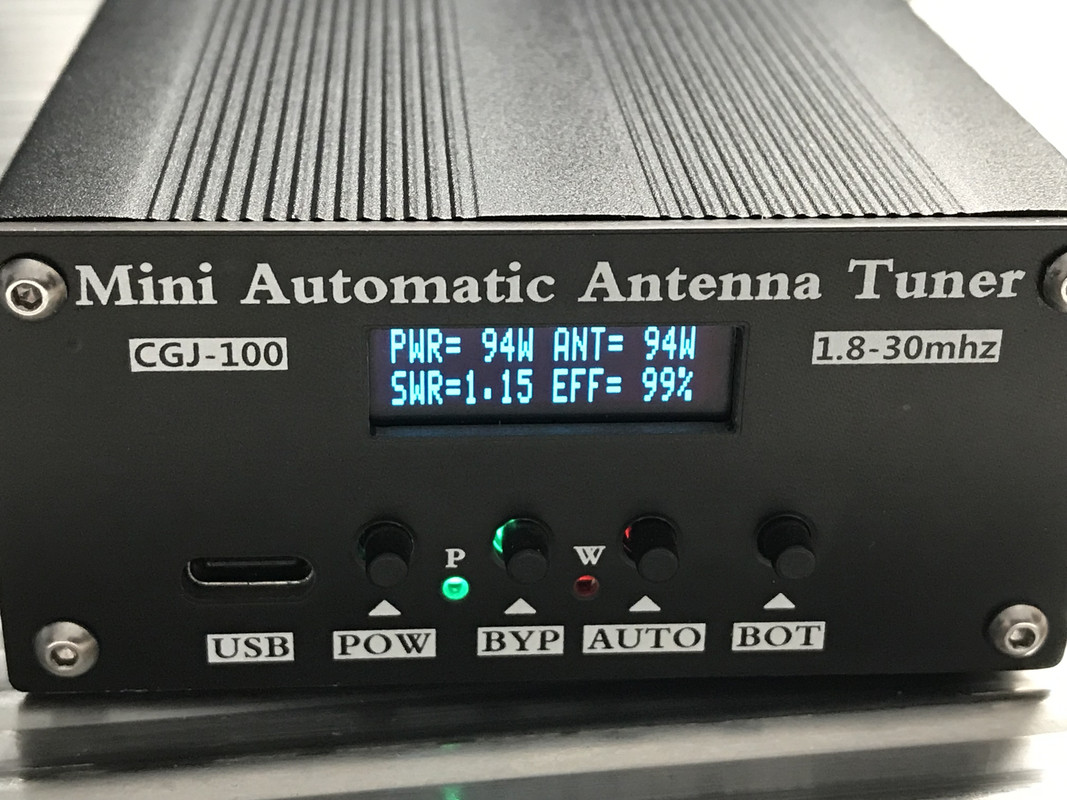 Mini Automatic Antenna Tuner
CGJ-100
PWR= 94W ANT= 94W
SWR=1.15 EFF= 99%
1.8-30mhz
P
W
USB
POW
BYP
AUTO
BOT